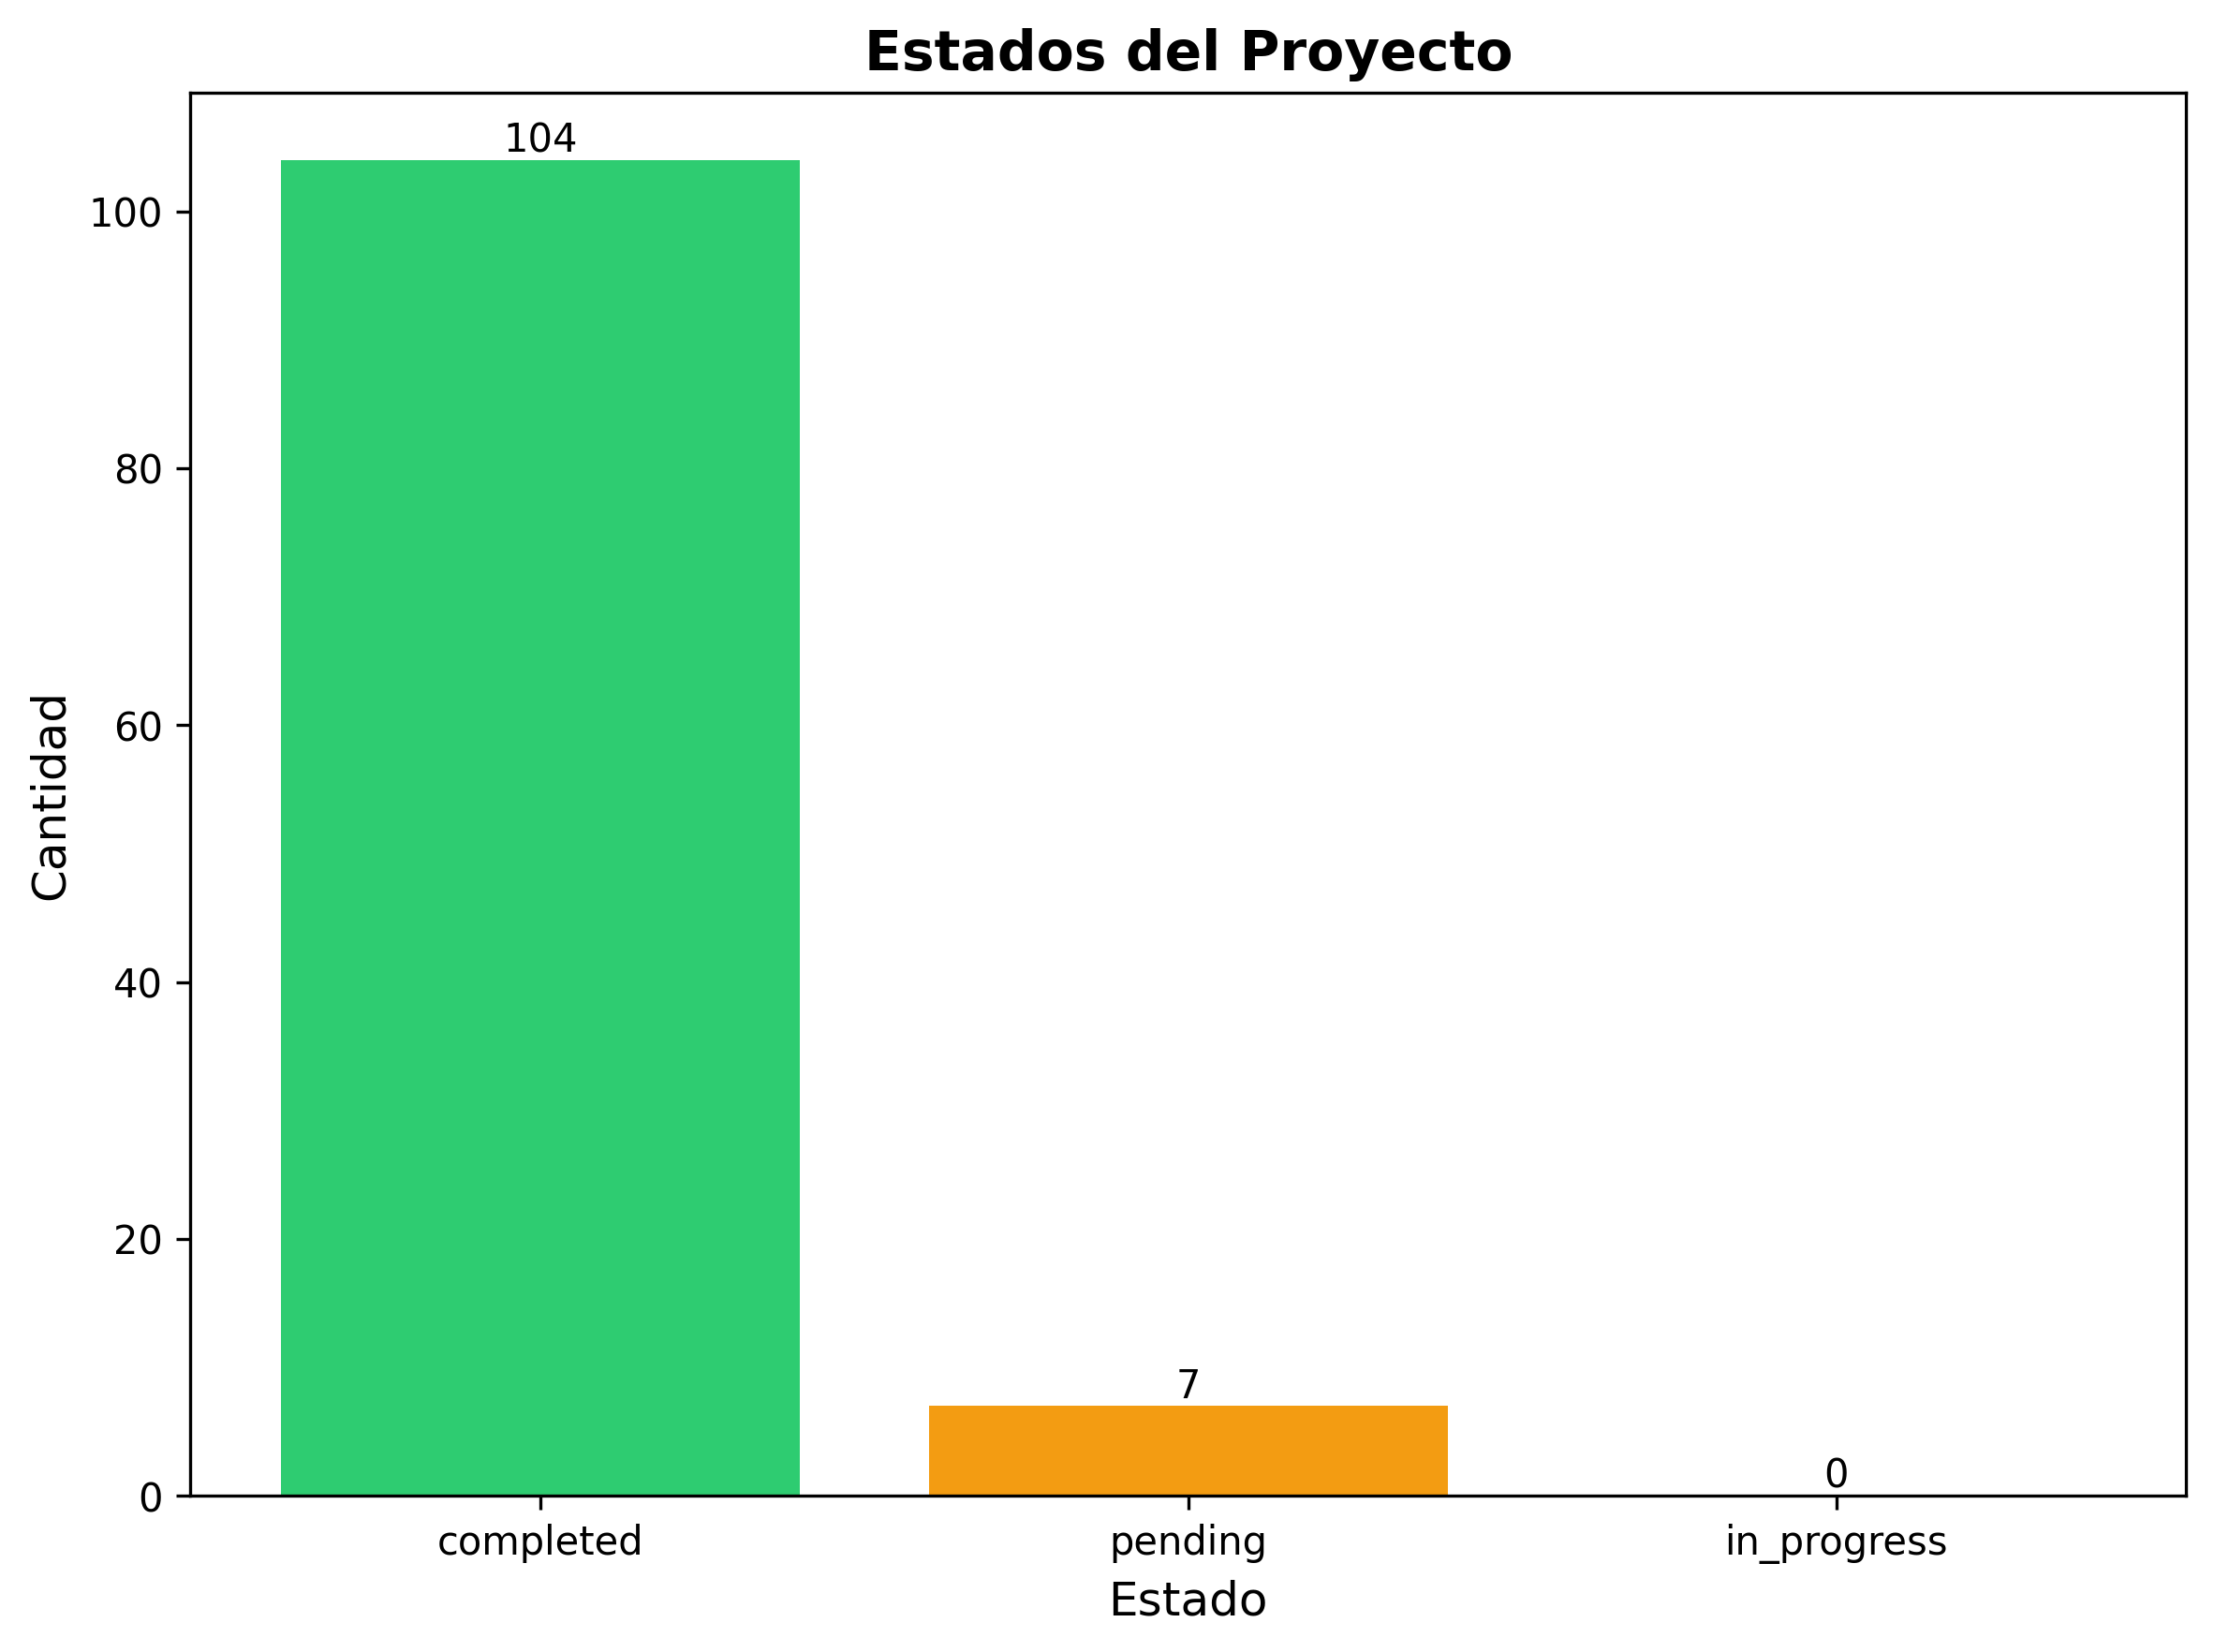 Estados del Proyecto
104
100
80
60
40
20
0
Cantidad
7
0
completed
pending
in_progress
Estado